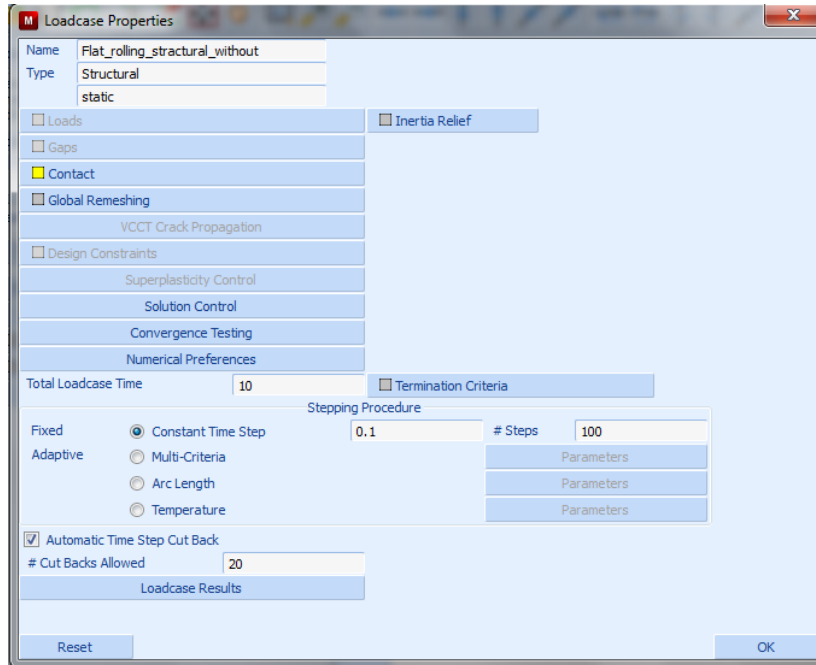 M Loadcase Properties X
Name Flat_rolling_stractural_without
Type Structural
static
Loads Inertia Relief
Gaps
Contact
Global Remeshing
VCCT Crack Propagation
Design Constraints
Superplasticity Control
Solution Control
Convergence Testing
Numerical Preferences
Total Loadcase Time 10 Termination Criteria
Stepping Procedure
Fixed Constant Time Step 0.1 # Steps 100
Adaptive Multi-Criteria Parameters
Arc Length Parameters
Temperature Parameters
Automatic Time Step Cut Back
# Cut Backs Allowed 20
Loadcase Results
Reset OK